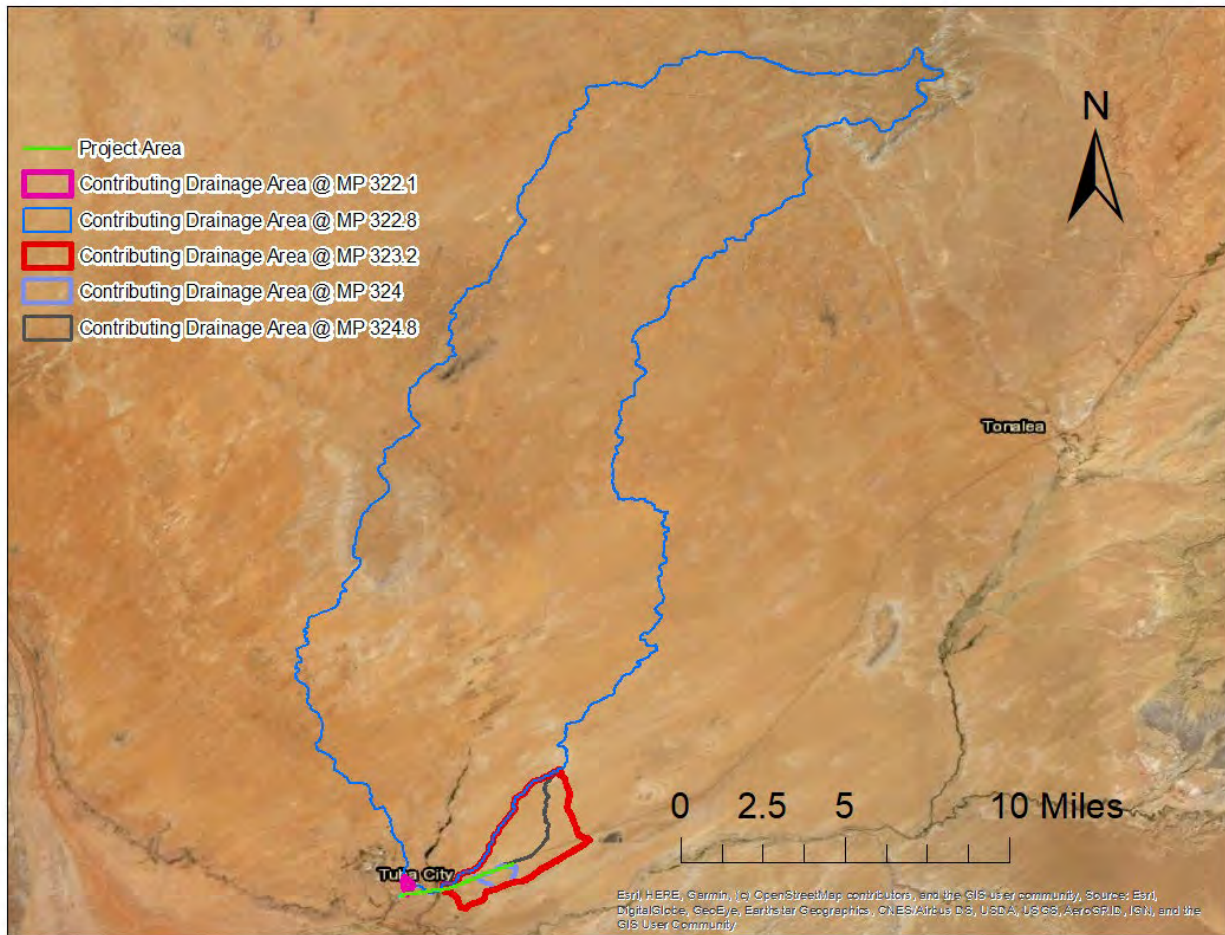 N
Project Area
Contributing Drainage Area @ MP 322.1
Contributing Drainage Area @ MP 322.8
Contributing Drainage Area @ MP 323.2
Contributing Drainage Area @ MP 324
Contributing Drainage Area @ MP 324.8
Tonalea
0 2.5 5 10 Miles
Tuba City
Esri, HERE, Garmin, (c) OpenStreetMap contributors, and the GIS user community, Source: Esri,
DigitalGlobe, GeoEye, Earthstar Geographics, CNES/Airbus DS, USDA, USGS, AeroGRID, IGN, and the
GIS User Community